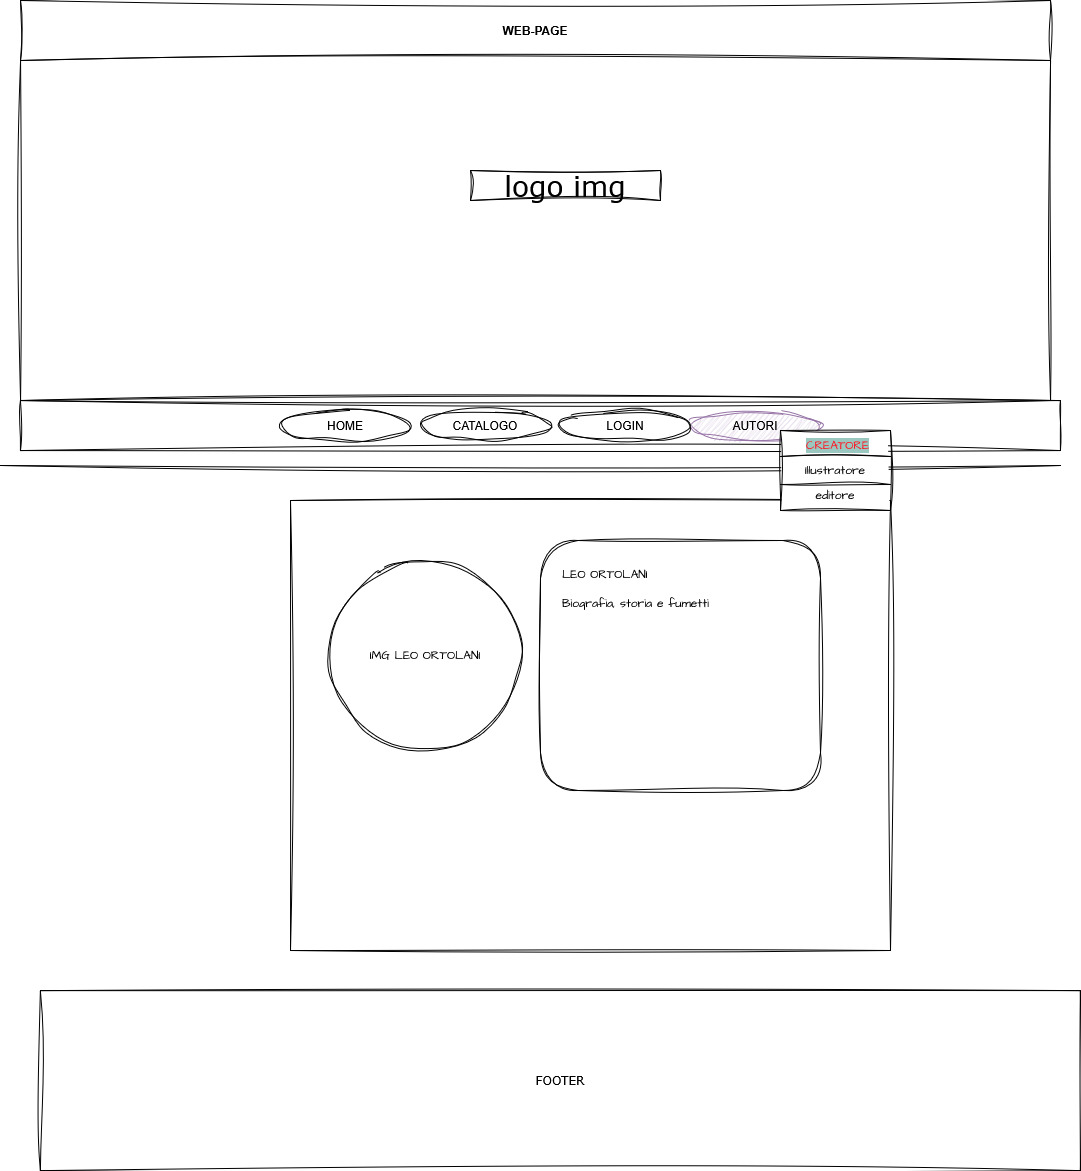 WEB-PAGE
logo img
HOME
CATALOGO
LOGIN
AUTORI
CREATORE
illustratore
editore
LEO ORTOLANI
Biografia, storia e fumetti
IMG LEO ORTOLANI
FOOTER